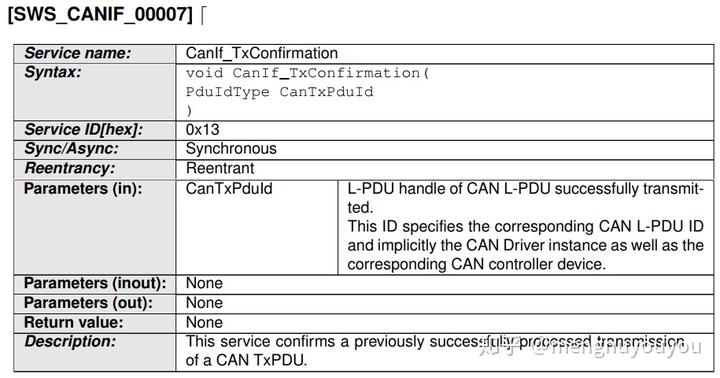 [SWS_CANIF_00007] ⌈
Service name: CanIf_TxConfirmation
Syntax: void CanIf_TxConfirmation(
PduIdType CanTxPduId
)
Service ID[hex]: 0x13
Sync/Async: Synchronous
Reentrancy: Reentrant
Parameters (in): CanTxPduId L-PDU handle of CAN L-PDU successfully transmit-
ted.
This ID specifies the corresponding CAN L-PDU ID
and implicitly the CAN Driver instance as well as the
corresponding CAN controller device.
Parameters (inout): None
Parameters (out): None
Return value: None
Description: This service confirms a previously successfully processed transmission
of a CAN TxPDU.
知乎 @menghuyouyou